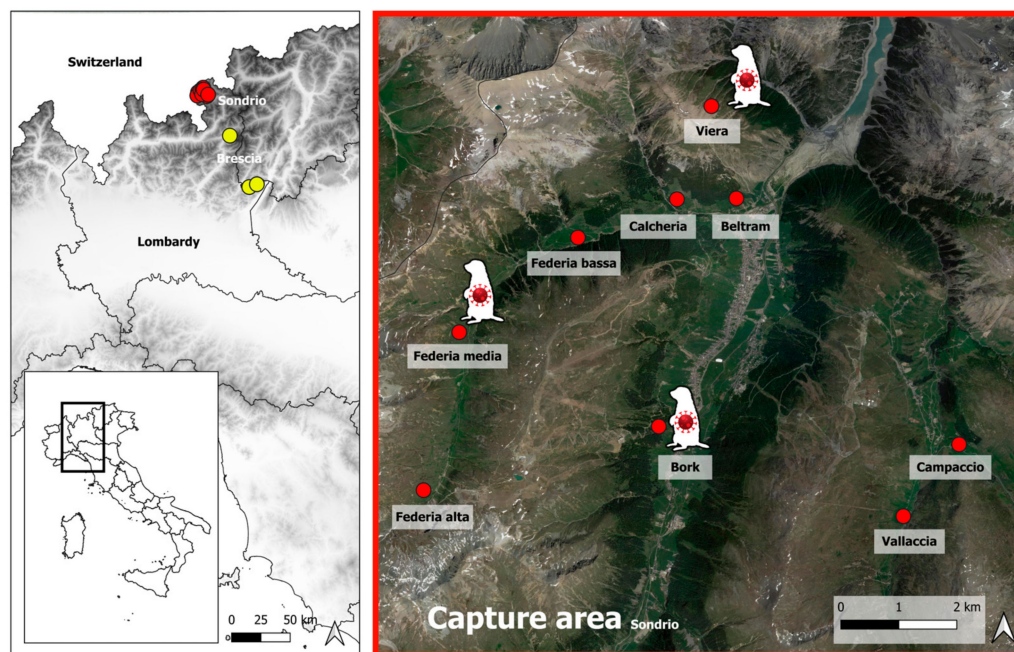 Switzerland
Sondrio
Brescia
Lombardy
0 25 50 km
Viera
Calcheria
Beltram
Federia bassa
Federia media
Bork
Campaccio
Federia alta
Vallaccia
Capture area Sondrio
0 1 2 km